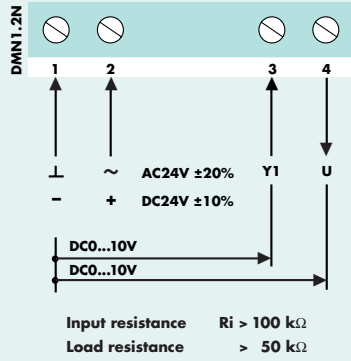 DMN1.2N
1 2 3 4
⊥ ~ AC24V ±20% Y1 U
- + DC24V ±10%
DC0...10V
DC0...10V
Input resistance Ri > 100 kΩ
Load resistance > 50 kΩ